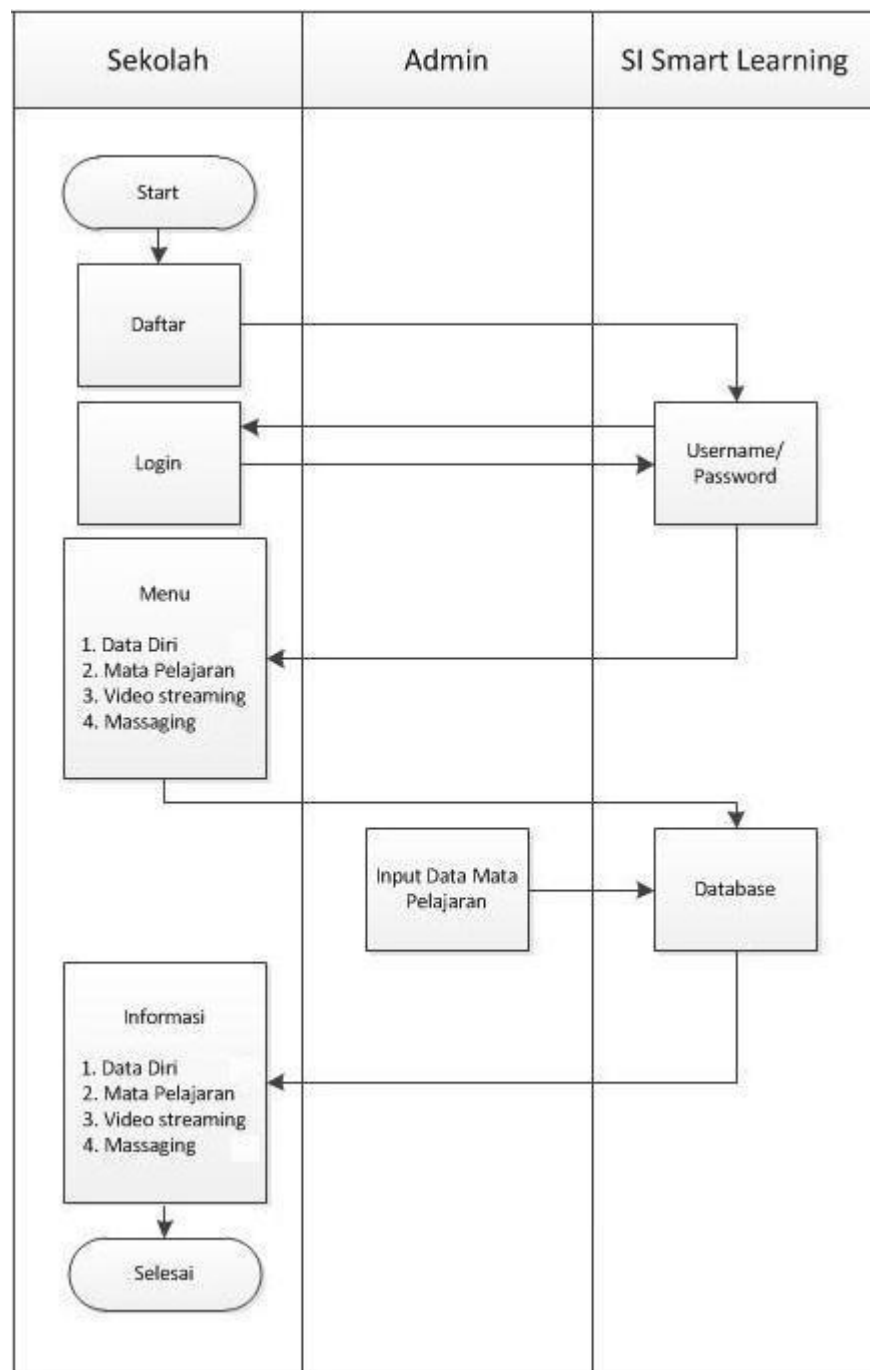 Sekolah
Admin
SI Smart Learning
Start
Daftar
Login
Username/
Password
Menu
1. Data Diri
2. Mata Pelajaran
3. Video streaming
4. Massaging
Input Data Mata
Pelajaran
Database
Informasi
1. Data Diri
2. Mata Pelajaran
3. Video streaming
4. Massaging
Selesai